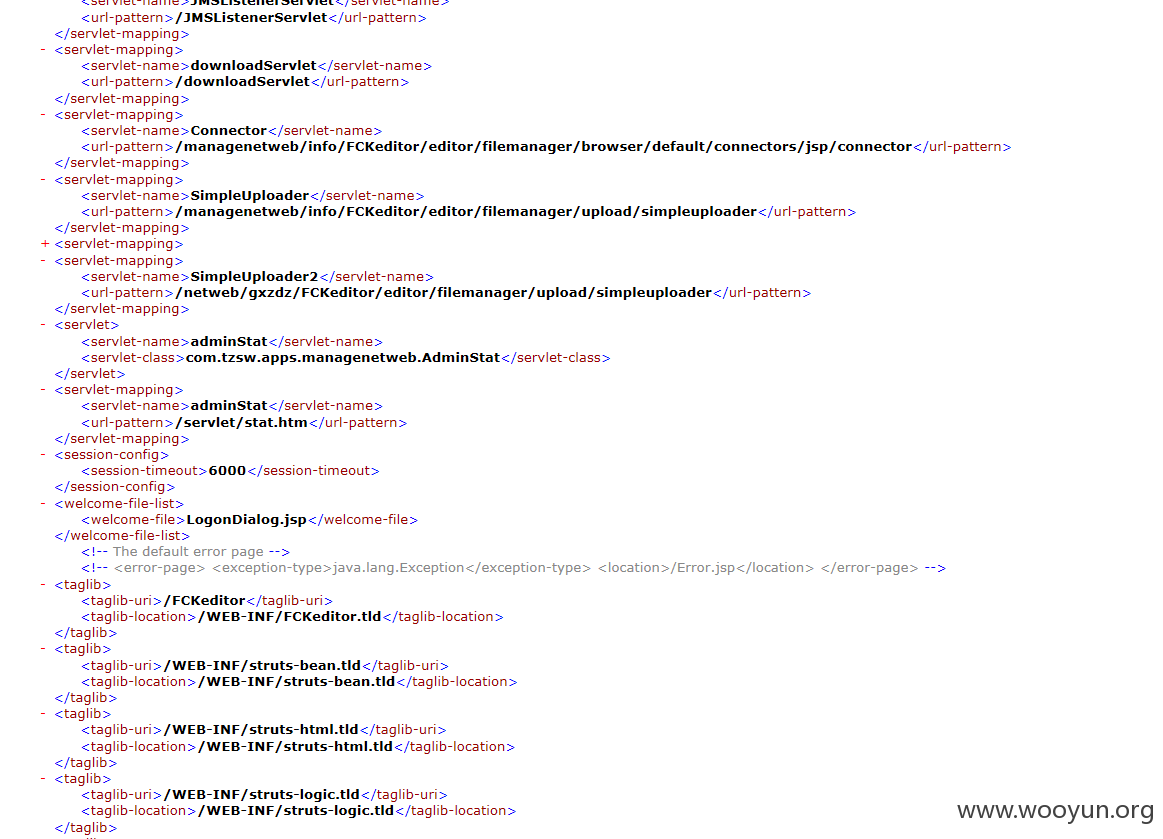 <servlet-name>JMSListenerServlet</servlet-name>
<url-pattern>/JMSListenerServlet</url-pattern>
</servlet-mapping>
- <servlet-mapping>
<servlet-name>downloadServlet</servlet-name>
<url-pattern>/downloadServlet</url-pattern>
</servlet-mapping>
- <servlet-mapping>
<servlet-name>Connector</servlet-name>
<url-pattern>/managenetweb/info/FCKeditor/editor/filemanager/browser/default/connectors/jsp/connector</url-pattern>
</servlet-mapping>
- <servlet-mapping>
<servlet-name>SimpleUploader</servlet-name>
<url-pattern>/managenetweb/info/FCKeditor/editor/filemanager/upload/simpleuploader</url-pattern>
</servlet-mapping>
+ <servlet-mapping>
- <servlet-mapping>
<servlet-name>SimpleUploader2</servlet-name>
<url-pattern>/netweb/gxzdz/FCKeditor/editor/filemanager/upload/simpleuploader</url-pattern>
</servlet-mapping>
- <servlet>
<servlet-name>adminStat</servlet-name>
<servlet-class>com.tzsw.apps.managenetweb.AdminStat</servlet-class>
</servlet>
- <servlet-mapping>
<servlet-name>adminStat</servlet-name>
<url-pattern>/servlet/stat.htm</url-pattern>
</servlet-mapping>
- <session-config>
<session-timeout>6000</session-timeout>
</session-config>
- <welcome-file-list>
<welcome-file>LogonDialog.jsp</welcome-file>
</welcome-file-list>
<!-- The default error page -->
<!-- <error-page> <exception-type>java.lang.Exception</exception-type> <location>/Error.jsp</location> </error-page> -->
- <taglib>
<taglib-uri>/FCKeditor</taglib-uri>
<taglib-location>/WEB-INF/FCKeditor.tld</taglib-location>
</taglib>
- <taglib>
<taglib-uri>/WEB-INF/struts-bean.tld</taglib-uri>
<taglib-location>/WEB-INF/struts-bean.tld</taglib-location>
</taglib>
- <taglib>
<taglib-uri>/WEB-INF/struts-html.tld</taglib-uri>
<taglib-location>/WEB-INF/struts-html.tld</taglib-location>
</taglib>
- <taglib>
<taglib-uri>/WEB-INF/struts-logic.tld</taglib-uri>
<taglib-location>/WEB-INF/struts-logic.tld</taglib-location>
</taglib>
www.wooyun.org